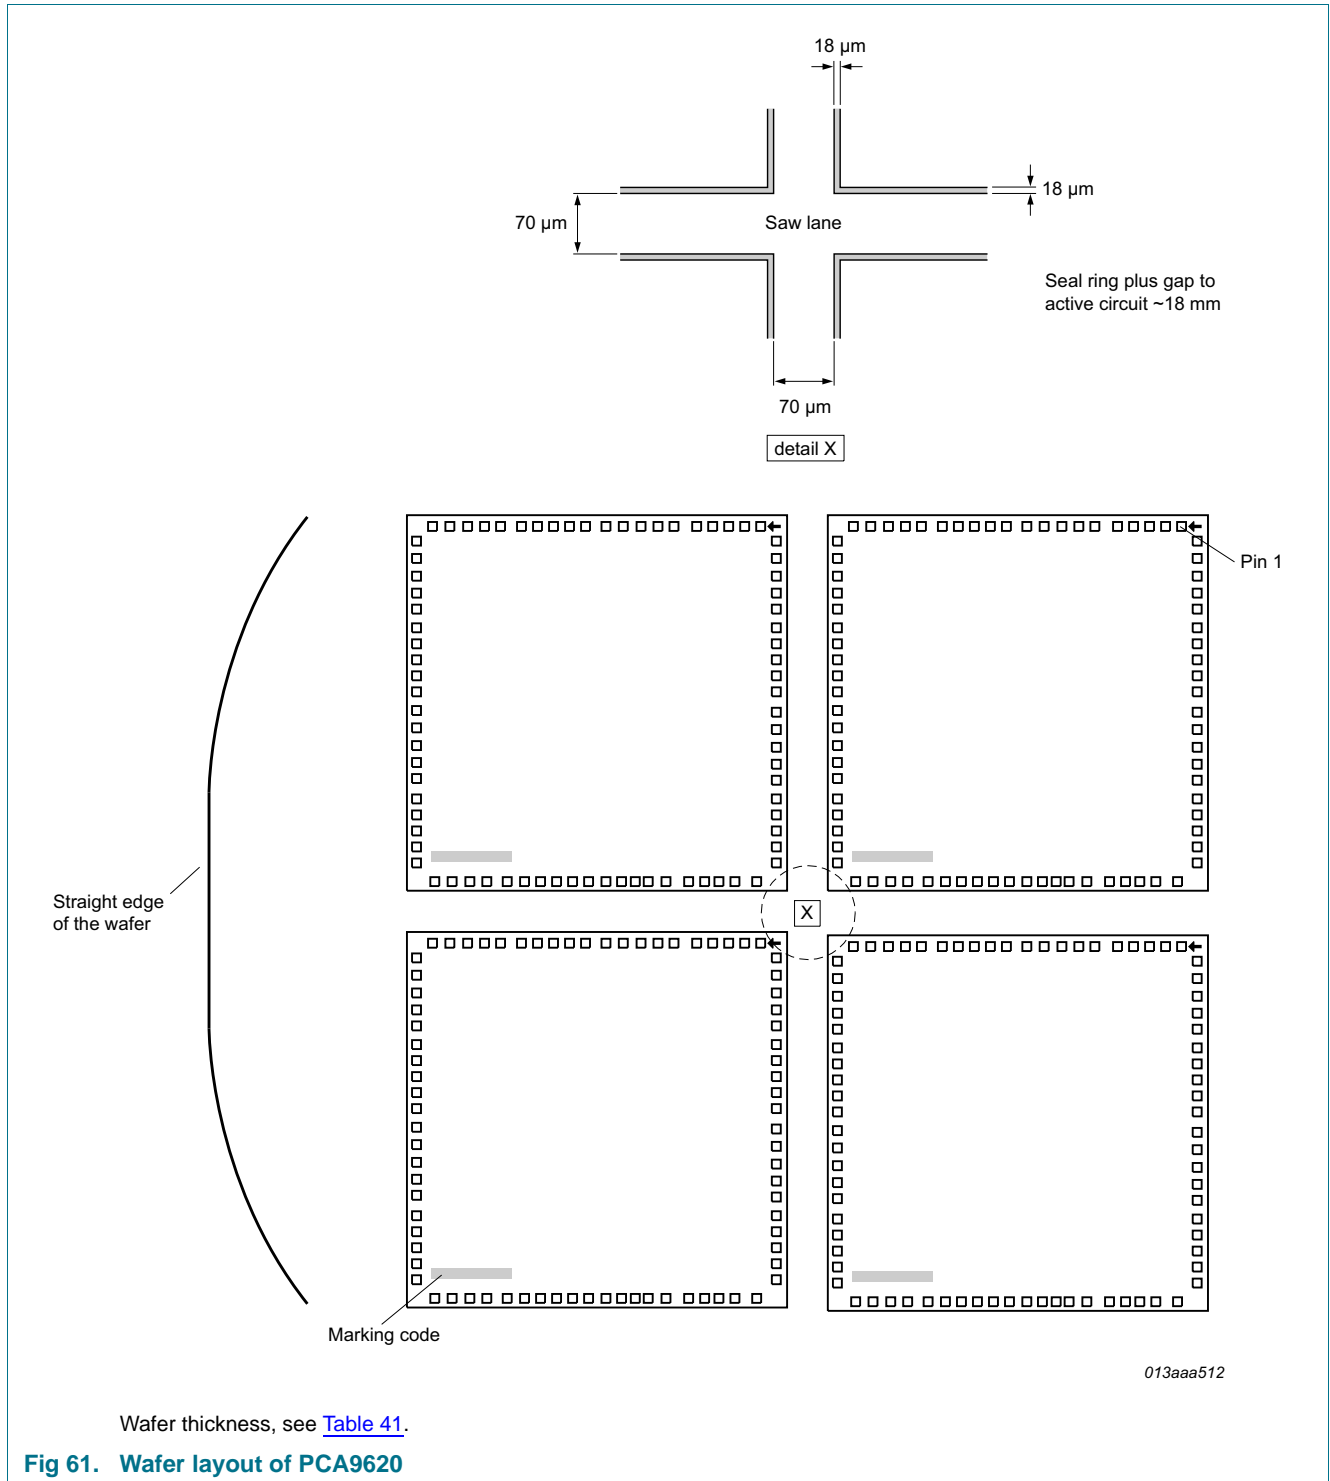 18 µm
18 µm
70 µm
Saw lane
Seal ring plus gap to
active circuit ~18 mm
70 µm
detail X
Pin 1
X
Straight edge
of the wafer
Marking code
013aaa512
Wafer thickness, see Table 41.
Fig 61. Wafer layout of PCA9620